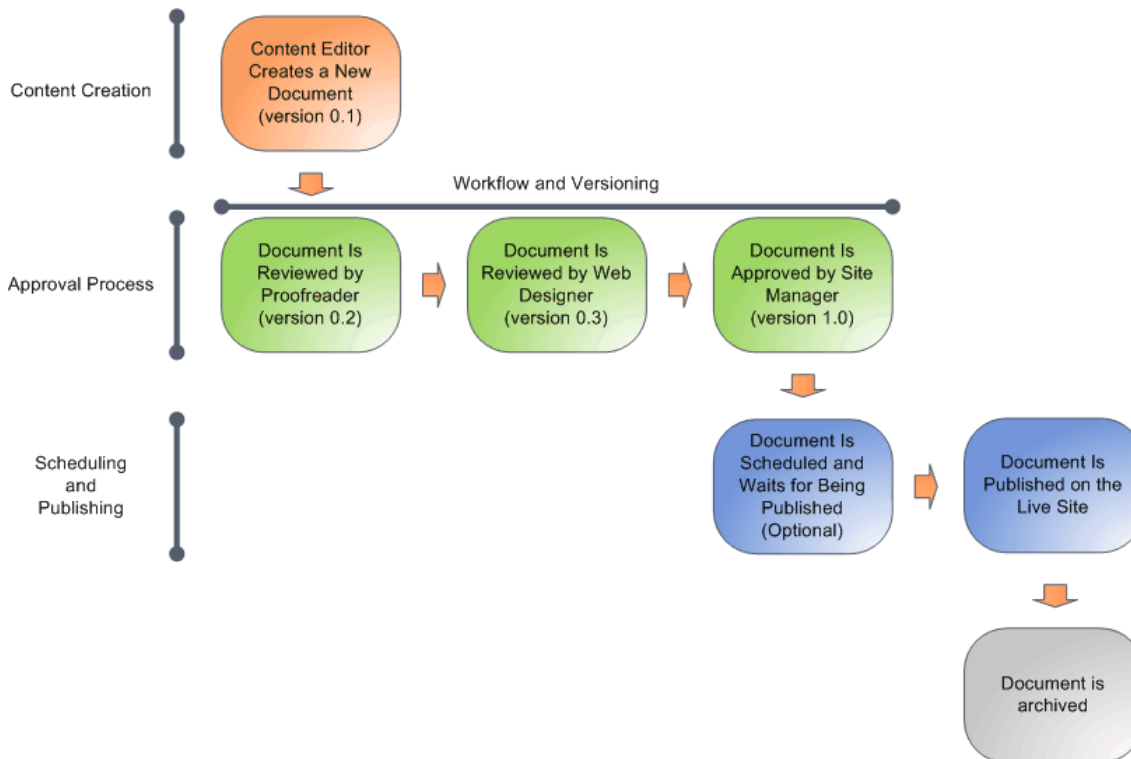 Content Creation
Content Editor
Creates a New
Document
(version 0.1)
Workflow and Versioning
Approval Process
Document Is
Reviewed by
Proofreader
(version 0.2)
Document Is
Reviewed by Web
Designer
(version 0.3)
Document Is
Approved by Site
Manager
(version 1.0)
Scheduling
and
Publishing
Document Is
Scheduled and
Waits for Being
Published
(Optional)
Document Is
Published on the
Live Site
Document is
archived